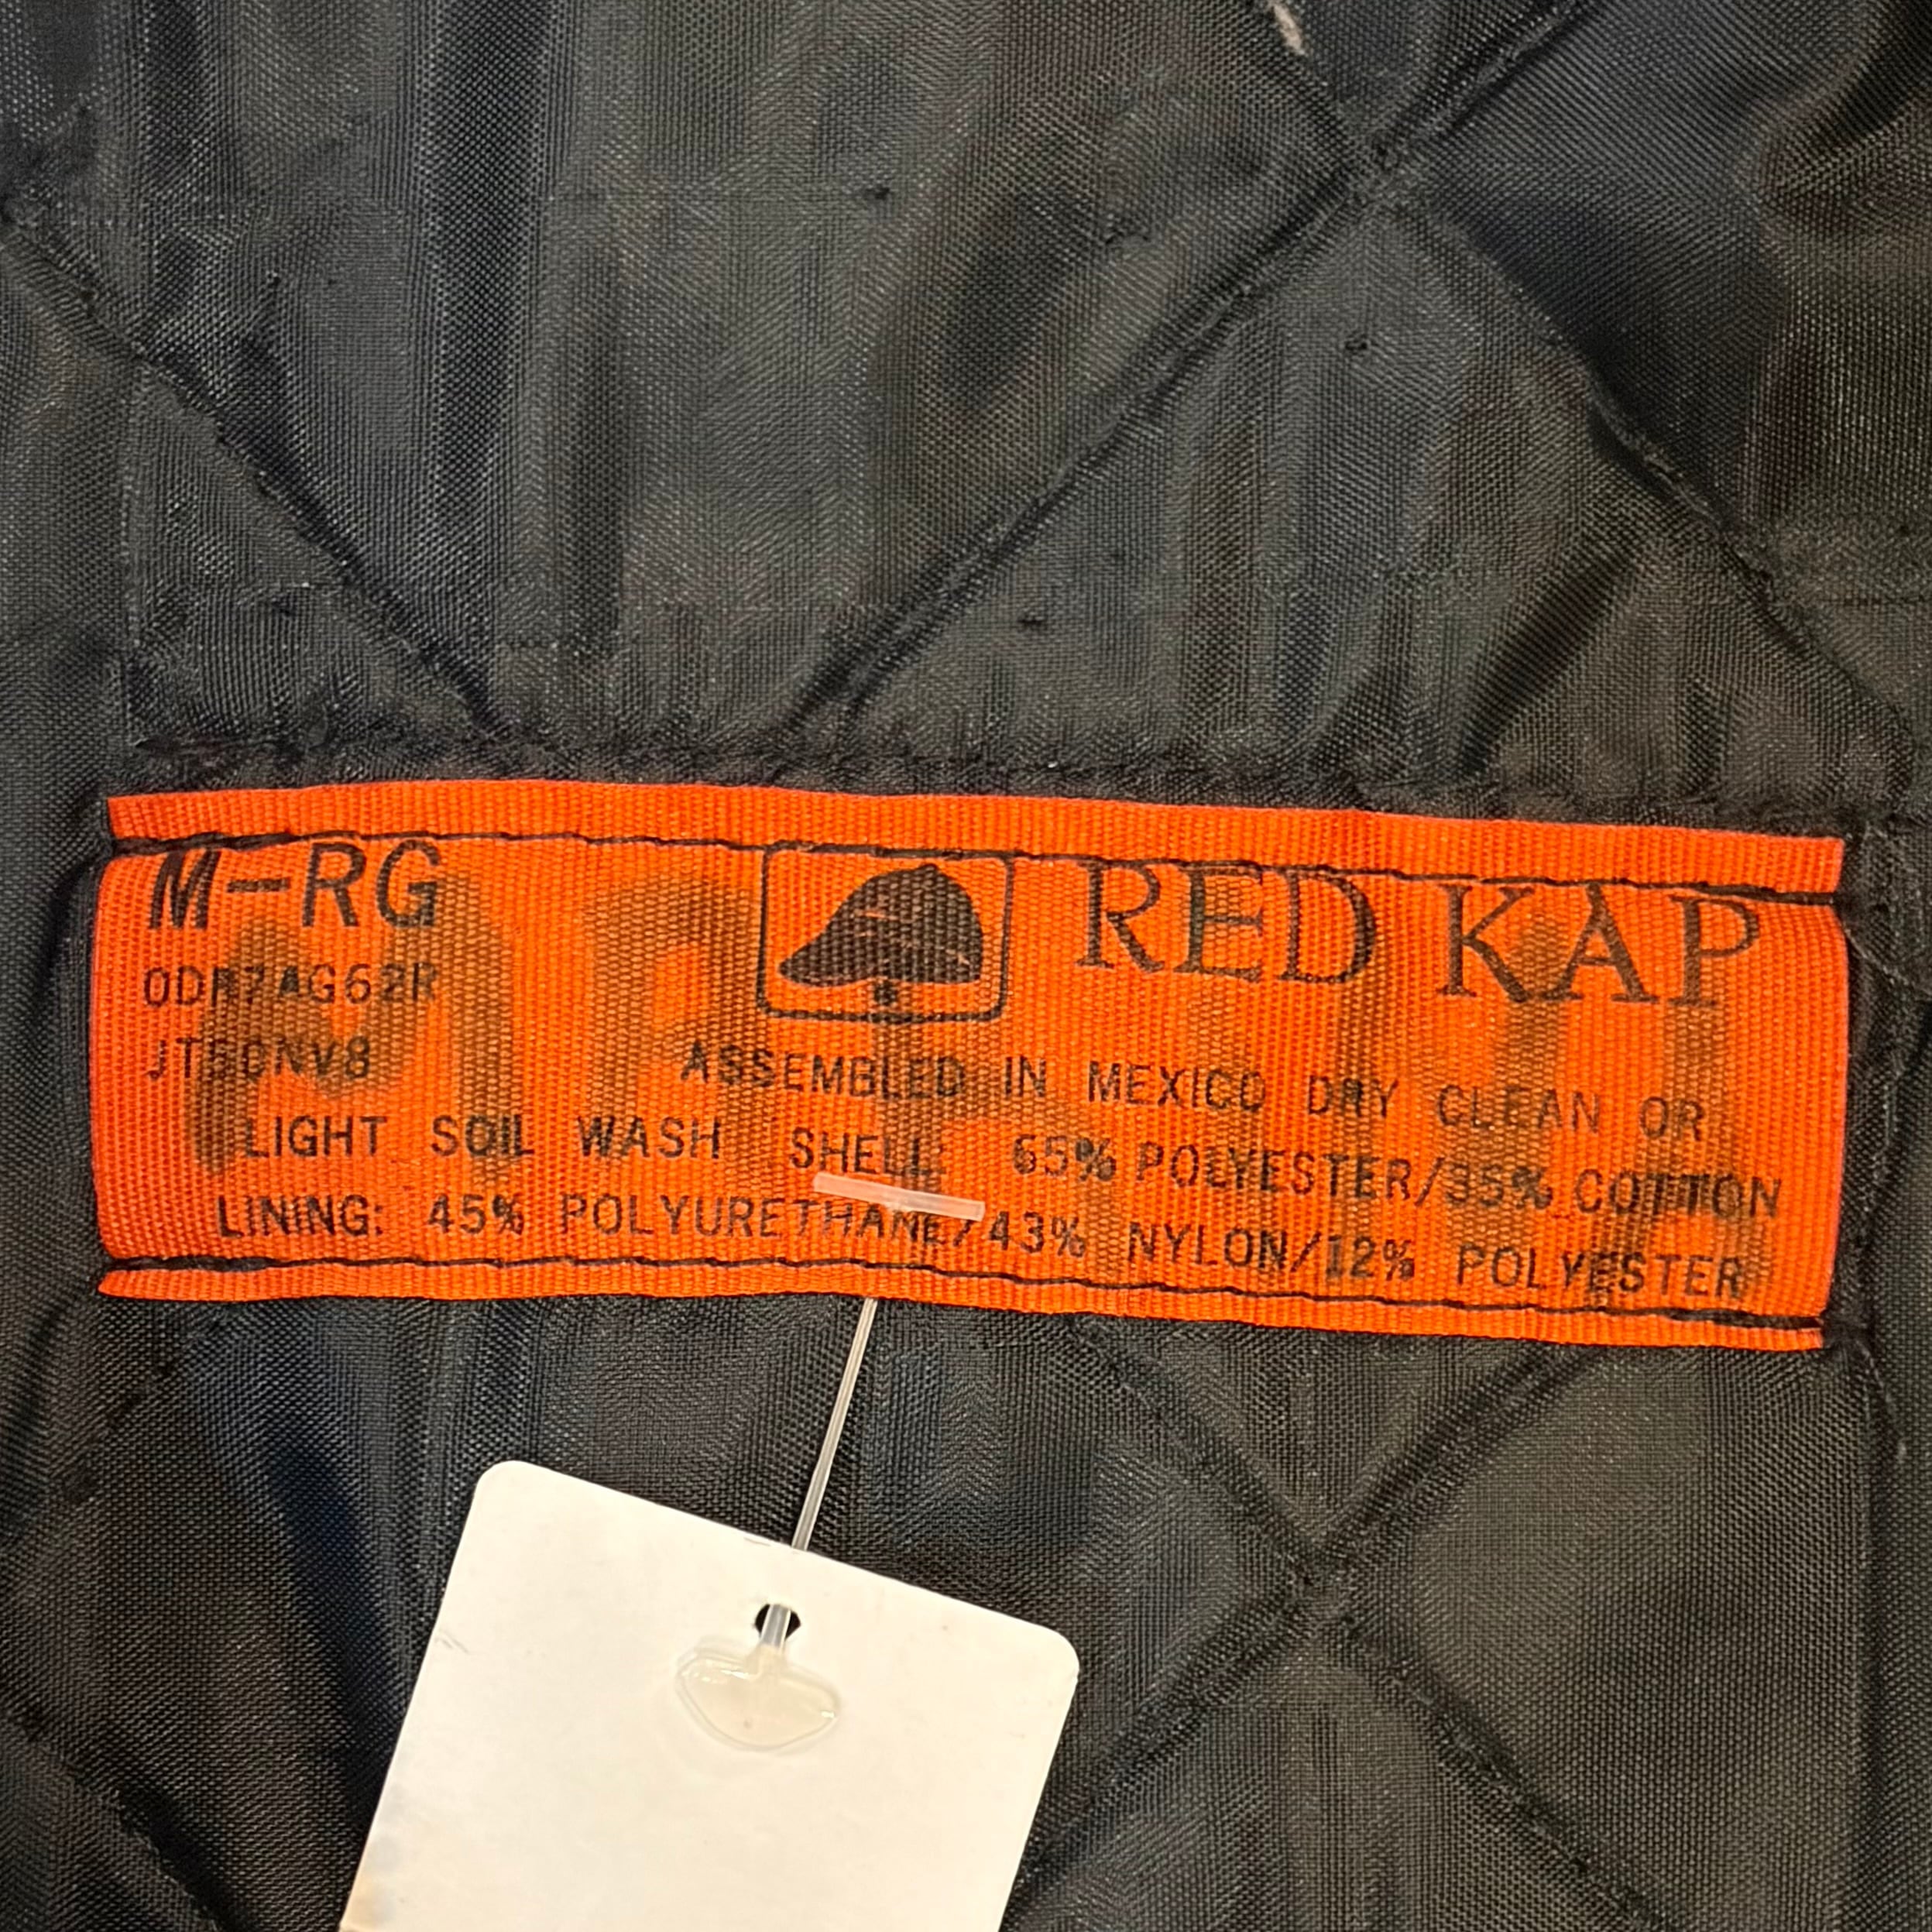 M-RG
RED KAP
0DR7AG62R
JT50NV8
ASSEMBLED IN MEXICO DRY CLEAN OR
LIGHT SOIL WASH SHELL: 65% POLYESTER/35% COTTON
LINING: 45% POLYURETHANE/43% NYLON/12% POLYESTER